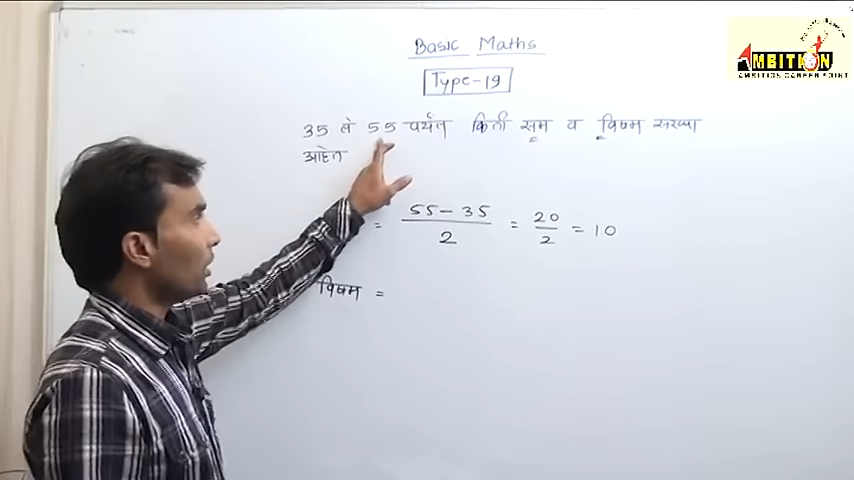 Basic Maths
Type-19
35 ते 55 पर्यंत किती सम व विषम संख्या
आहेत
= 55 - 35 / 2 = 20 / 2 = 10
विषम =
AMBITION
AMBITIOUS CAREER POINT